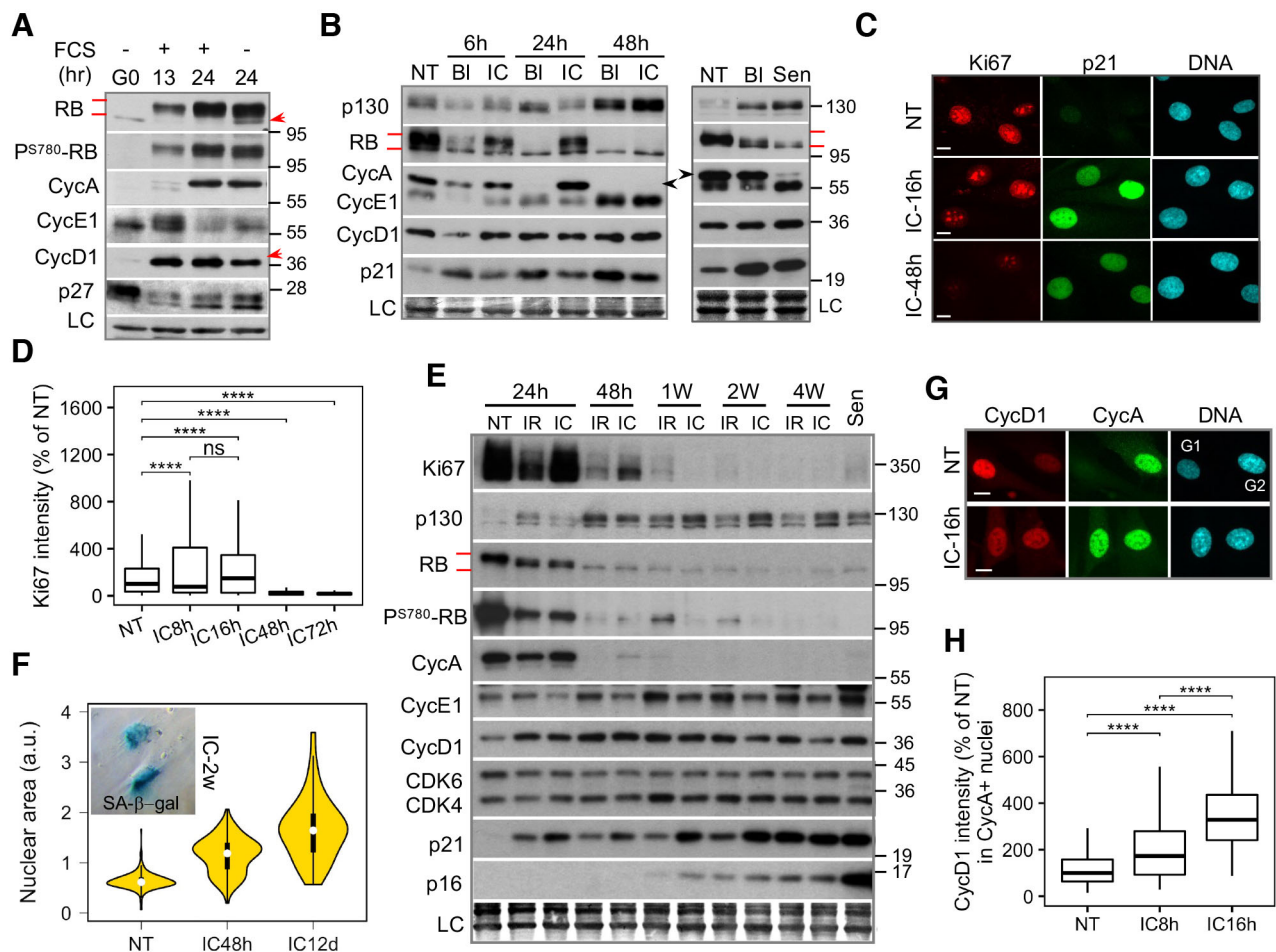 A
FCS - + + -
(hr) G0 13 24 24
RB
95
PS780-RB
95
CycA
55
CycE1
55
CycD1
36
p27
28
LC
B
6h 24h 48h
NT BI IC BI IC BI IC
NT BI Sen
p130
130
RB
95
CycA
55
CycE1
CycD1
36
p21
19
LC
LC
C
Ki67 p21 DNA
NT
IC-16h
IC-48h
D
Ki67 intensity (% of NT)
1600
1200
800
400
0
****
****
****
ns
****
NT IC8h IC16h IC48h IC72h
E
24h 48h 1W 2W 4W Sen
NT IR IC IR IC IR IC IR IC IR IC
Ki67
350
p130
130
RB
95
PS780-RB
95
CycA
55
CycE1
55
CycD1
36
CDK6
45
CDK4
36
p21
19
p16
17
LC
F
Nuclear area (a.u.)
4
3
2
1
0
SA-β-gal
IC-2w
NT IC48h IC12d
G
CycD1 CycA DNA
NT
G1
G2
IC-16h
H
CycD1 intensity (% of NT)
in CycA+ nuclei
800
600
400
200
0
****
****
****
NT IC8h IC16h